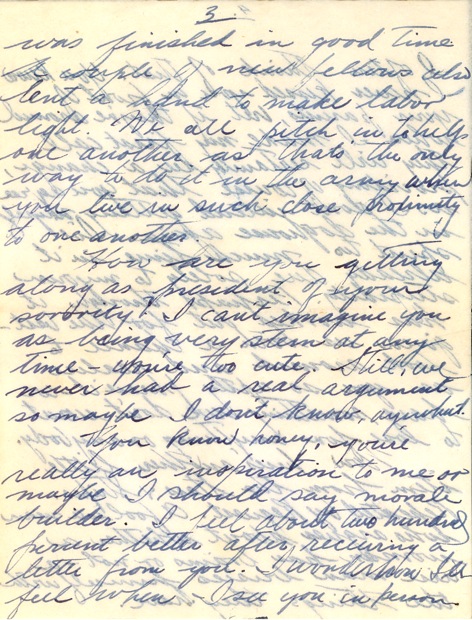 3
was finished in good time
A couple of new fellows also
lent a hand to make labor
light. We all pitch in to help
one another as that's the only
way to do it in the army when
you live in such close proximity
to one another.
How are you getting
along as president of your
sorority? I can't imagine you
as being very stern at any
time – you're too cute. Still, we
never had a real argument
so maybe I don't know,
You know honey, you're
really an inspiration to me or
maybe I should say morale
builder. I feel about two hundred
percent better after receiving a
letter from you. I wonder how I'll
feel when I see you in person.